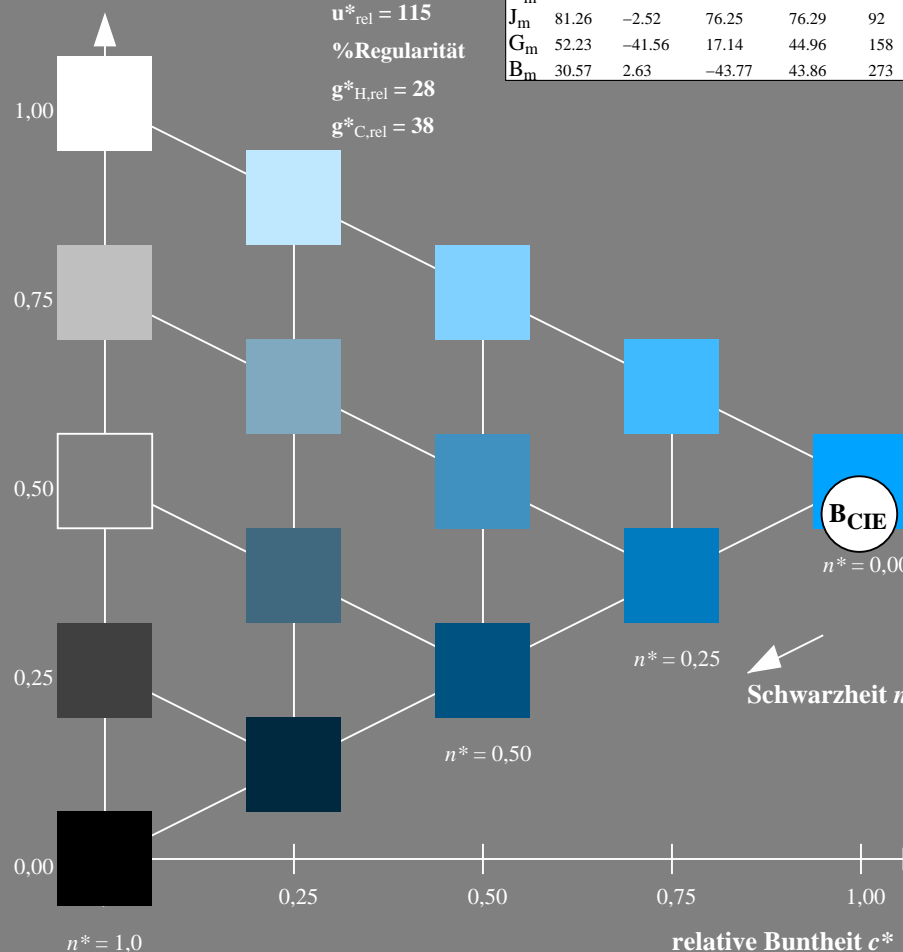 u*rel = 115
%Regularität
g*H,rel = 28
g*C,rel = 38
Jm 81.26 −2.52 76.25 76.29 92
Gm 52.23 −41.56 17.14 44.96 158
Bm 30.57 2.63 −43.77 43.86 273
1,00
0,75
0,50
BCIE
n* = 0,00
n* = 0,25
0,25
Schwarzheit n
n* = 0,50
0,00
0,25 0,50 0,75 1,00
n* = 1,0
relative Buntheit c*